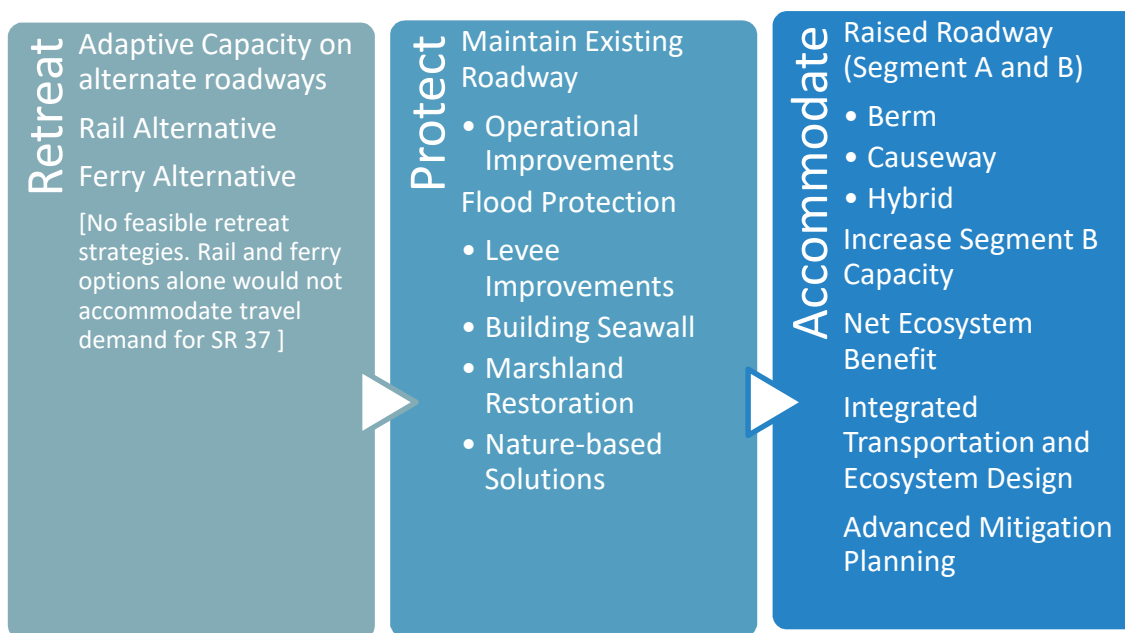 Retreat
Adaptive Capacity on
alternate roadways
Rail Alternative
Ferry Alternative
[No feasible retreat
strategies. Rail and ferry
options alone would not
accommodate travel
demand for SR 37 ]
Protect
Maintain Existing
Roadway
• Operational
Improvements
Flood Protection
• Levee
Improvements
• Building Seawall
• Marshland
Restoration
• Nature-based
Solutions
Accommodate
Raised Roadway
(Segment A and B)
• Berm
• Causeway
• Hybrid
Increase Segment B
Capacity
Net Ecosystem
Benefit
Integrated
Transportation and
Ecosystem Design
Advanced Mitigation
Planning